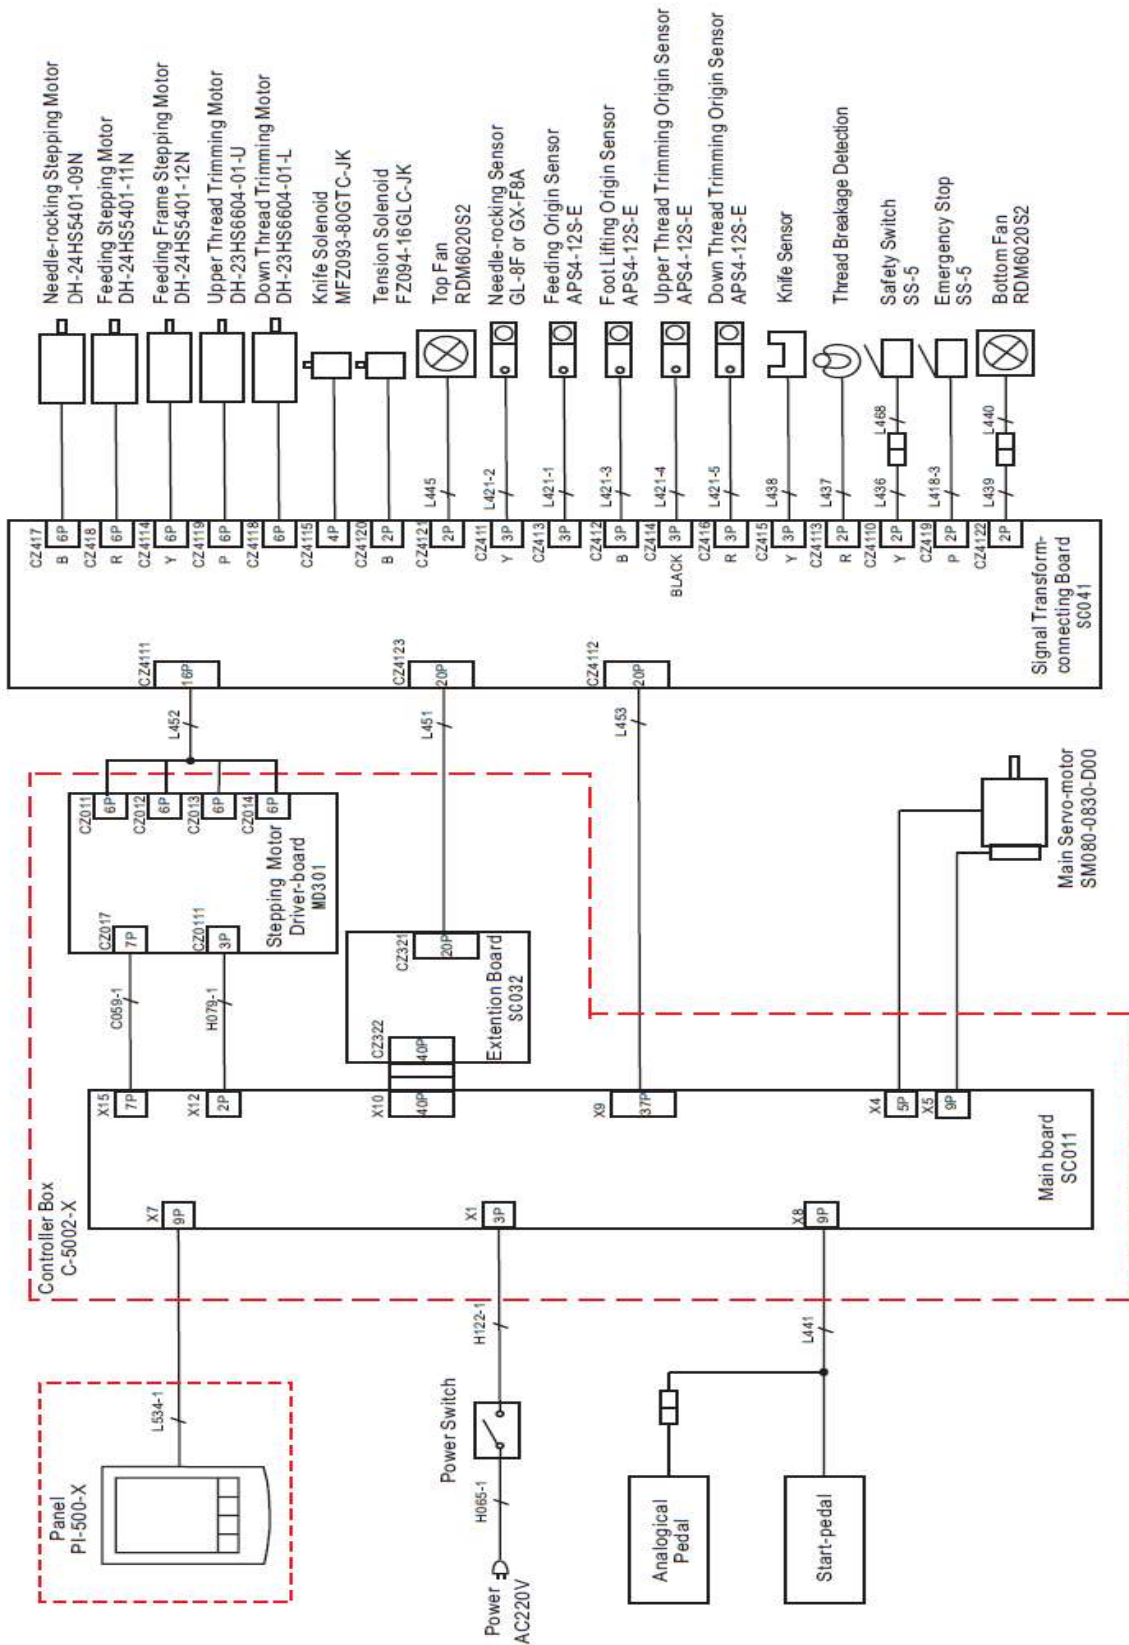 Needle-rocking Stepping Motor
DH-24HS5401-09N
Feeding Stepping Motor
DH-24HS5401-11N
Feeding Frame Stepping Motor
DH-24HS5401-12N
Upper Thread Trimming Motor
DH-23HS6604-01-U
Down Thread Trimming Motor
DH-23HS6604-01-L
Knife Solenoid
MFZ093-80GTC-JK
Tension Solenoid
FZ094-16GLC-JK
Top Fan
RDM6020S2
Needle-rocking Sensor
GL-8F or GX-F8A
Feeding Origin Sensor
APS4-12S-E
Foot Lifting Origin Sensor
APS4-12S-E
Upper Thread Trimming Origin Sensor
APS4-12S-E
Down Thread Trimming Origin Sensor
APS4-12S-E
Knife Sensor
Thread Breakage Detection
Safety Switch
SS-5
Emergency Stop
SS-5
Bottom Fan
RDM6020S2
L445
L421-2
L421-1
L421-3
L421-4
L421-5
L438
L437
L436
L468
L418-3
L439
L440
CZ417
B 6P
CZ418
R 6P
CZ4114
Y 6P
CZ4119
P 6P
CZ4118
6P
CZ4115
4P
CZ4120
B 2P
CZ4121
2P
CZ411
Y 3P
CZ413
3P
CZ412
B 3P
CZ414
BLACK 3P
CZ416
R 3P
CZ415
Y 3P
CZ4113
R 2P
CZ4110
Y 2P
CZ419
P 2P
CZ4122
2P
CZ4111
16P
CZ4123
20P
CZ4112
20P
Signal Transform-
connecting Board
SC041
L452
L451
L453
CZ011
6P
CZ012
6P
CZ013
6P
CZ014
6P
CZ017
7P
CZ0111
3P
Stepping Motor
Driver-board
MD301
CZ321
20P
CZ322
40P
Extention Board
SC032
Main Servo-motor
SM080-0830-D00
C059-1
H079-1
X15
7P
X12
2P
X10
40P
X9
37P
X4
5P
X5
9P
X7
9P
X1
3P
X8
9P
Main board
SC011
Controller Box
C-5002-X
L534-1
H122-1
L441
Panel
PI-500-X
Power Switch
H065-1
Power
AC220V
Analogical
Pedal
Start-pedal